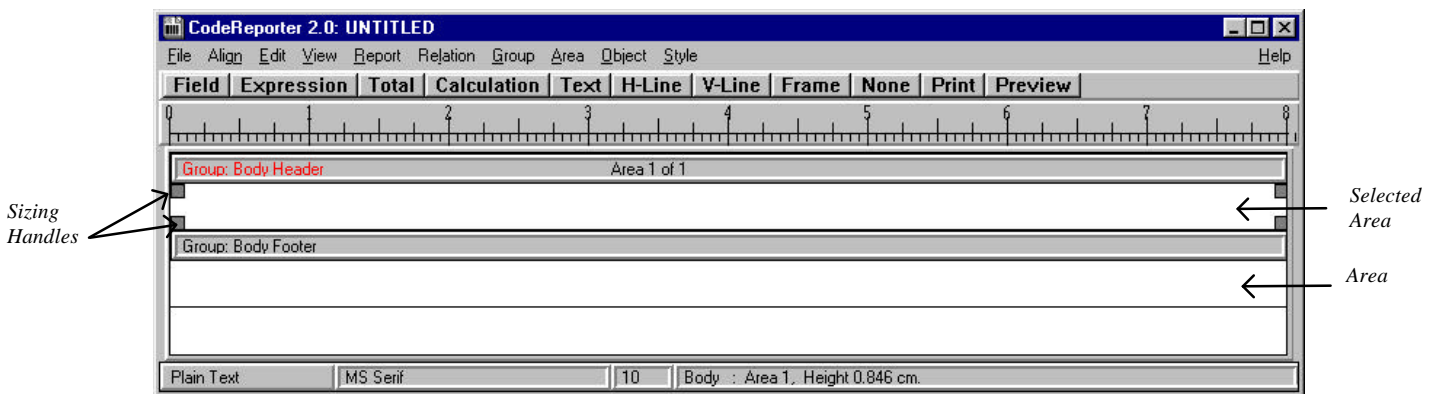 CodeReporter 2.0: UNTITLED
File Align Edit View Report Relation Group Area Object Style Help
Field Expression Total Calculation Text H-Line V-Line Frame None Print Preview
0 1 2 3 4 5 6 7 8
Group: Body Header Area 1 of 1
Sizing
Handles
Selected
Area
Group: Body Footer
Area
Plain Text MS Serif 10 Body : Area 1, Height 0.846 cm.